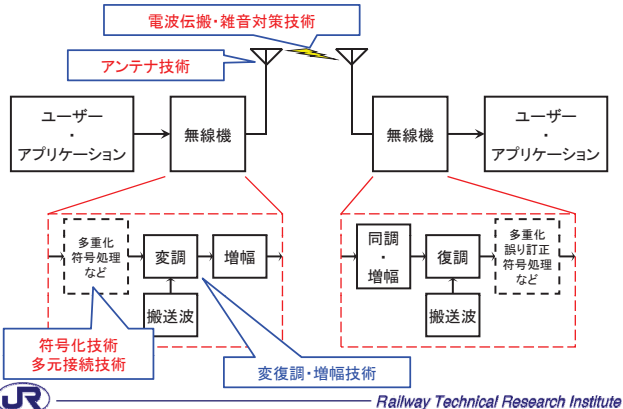 電波伝搬・雑音対策技術
アンテナ技術
ユーザー
・
アプリケーション
無線機
無線機
ユーザー
・
アプリケーション
多重化
符号処理
など
変調
増幅
搬送波
同調
・
増幅
復調
搬送波
多重化
誤り訂正
符号処理
など
符号化技術
多元接続技術
変復調・増幅技術
JR
Railway Technical Research Institute